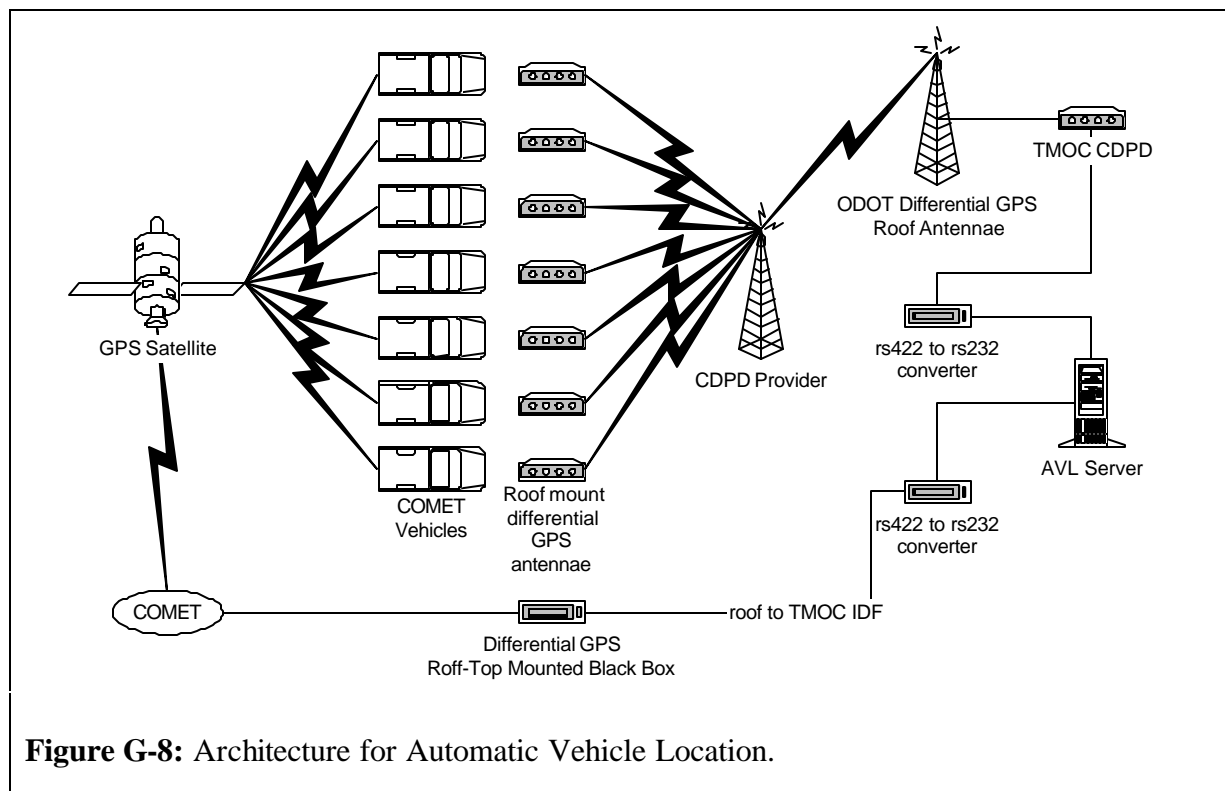 TMOC CDPD
ODOT Differential GPS
Roof Antennae
GPS Satellite
CDPD Provider
rs422 to rs232
converter
AVL Server
COMET
Vehicles
Roof mount
differential
GPS
antennae
rs422 to rs232
converter
COMET
roof to TMOC IDF
Differential GPS
Roff-Top Mounted Black Box
Figure G-8: Architecture for Automatic Vehicle Location.